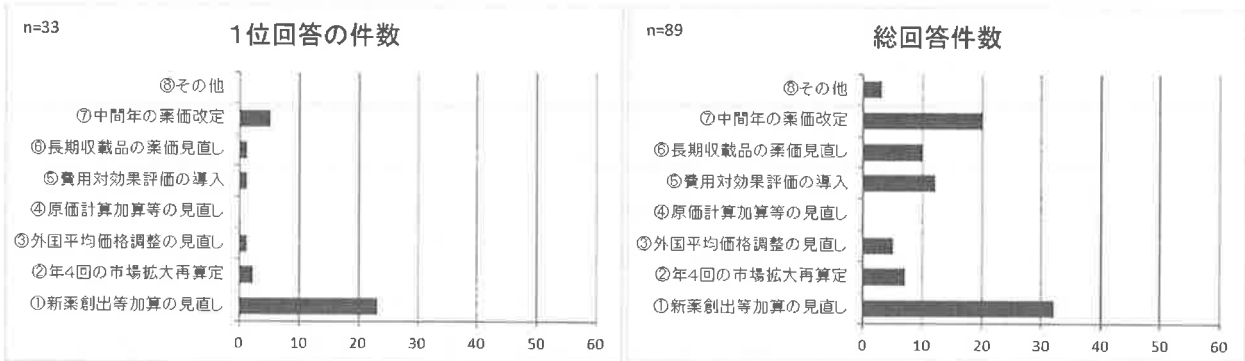 n=33
1位回答の件数
⑧その他
⑦中間年の薬価改定
⑥長期収載品の薬価見直し
⑤費用対効果評価の導入
④原価計算加算等の見直し
③外国平均価格調整の見直し
②年4回の市場拡大再算定
①新薬創出等加算の見直し
0 10 20 30 40 50 60
n=89
総回答件数
⑧その他
⑦中間年の薬価改定
⑥長期収載品の薬価見直し
⑤費用対効果評価の導入
④原価計算加算等の見直し
③外国平均価格調整の見直し
②年4回の市場拡大再算定
①新薬創出等加算の見直し
0 10 20 30 40 50 60